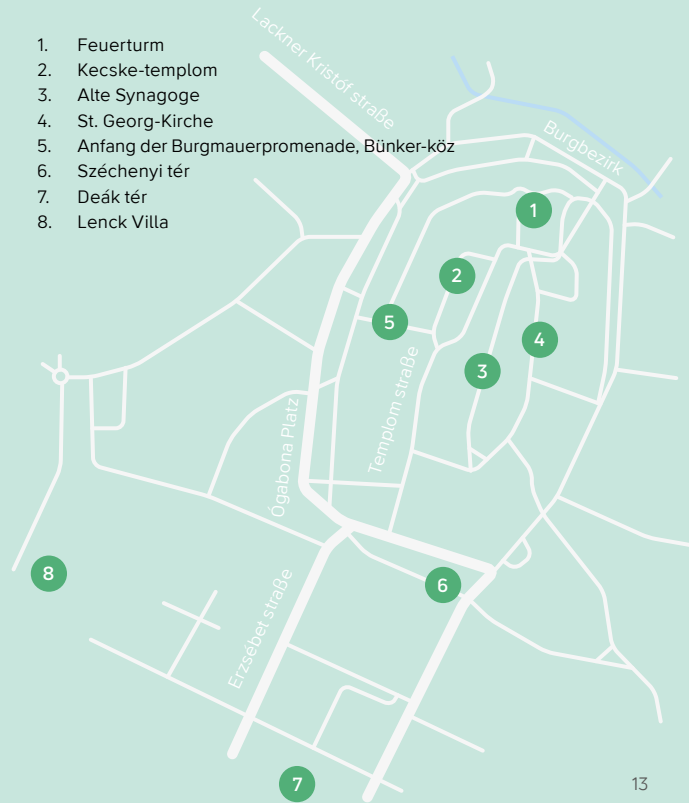 1. Feuerturm
2. Kecske-templom
3. Alte Synagoge
4. St. Georg-Kirche
5. Anfang der Burgmauerpromenade, Bünker-köz
6. Széchenyi tér
7. Deák tér
8. Lenck Villa
Lackner Kristóf straße
Burgbezirk
1
2
5
4
3
Templom straße
Ógabona Platz
8
6
Erzsébet straße
7
13